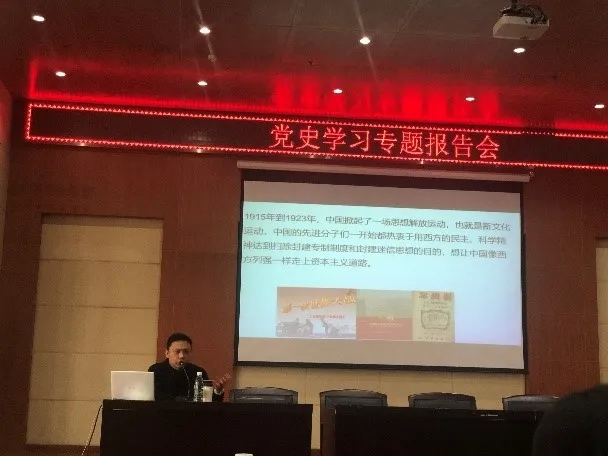 党史学习专题报告会
1915年到1923年，中国掀起了一场思想解放运动，也就是新文化
运动，中国的先进分子们一开始都热衷于用西方的民主、科学精
神达到扫除封建专制制度和封建迷信思想的目的，想让中国像西
方列强一样走上资本主义道路。